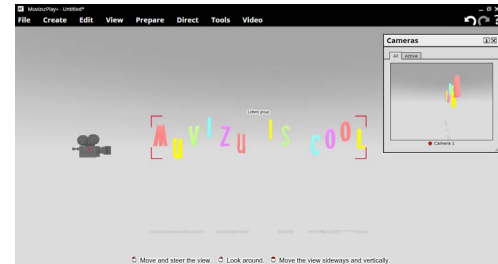 MuvizuPlay+ - Untitled*
File Create Edit View Prepare Direct Tools Video
Cameras
All Active
Camera 1
Letters group
MuVIZu IS COOL
Move and steer the view. Look around. Move the view sideways and vertically.